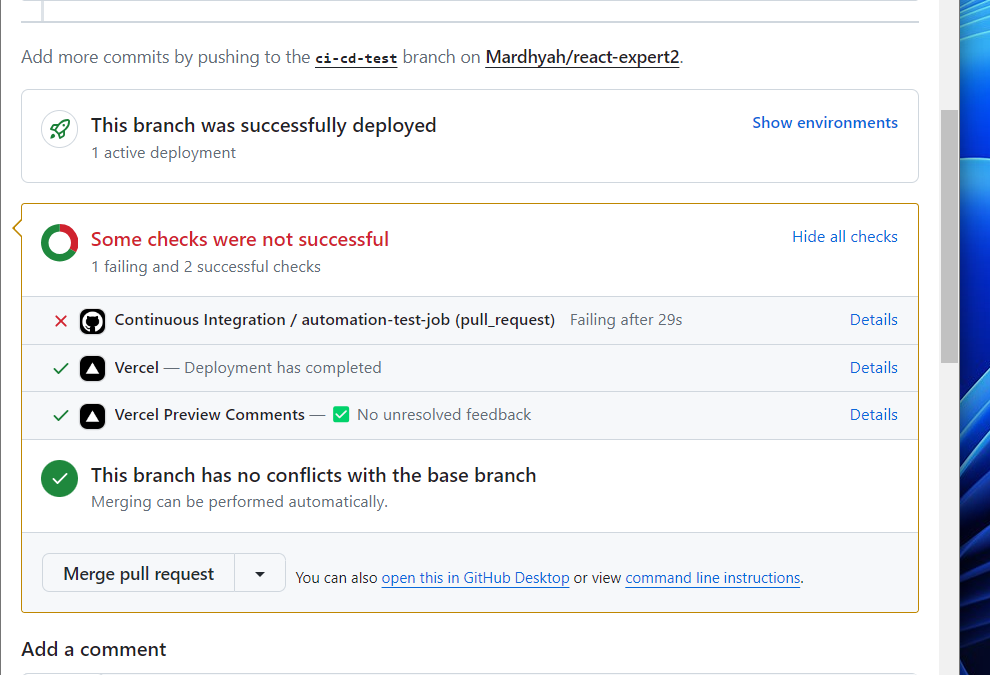 Add more commits by pushing to the ci-cd-test branch on Mardhyah/react-expert2.
This branch was successfully deployed
Show environments
1 active deployment
Some checks were not successful
Hide all checks
1 failing and 2 successful checks
Continuous Integration / automation-test-job (pull_request) Failing after 29s
Details
Vercel — Deployment has completed
Details
Vercel Preview Comments — ✅ No unresolved feedback
Details
This branch has no conflicts with the base branch
Merging can be performed automatically.
Merge pull request
You can also open this in GitHub Desktop or view command line instructions.
Add a comment